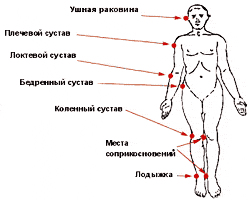 Ушная раковина
Плечевой сустав
Локтевой сустав
Бедренный сустав
Коленный сустав
Места
соприкосновений
Лодыжка